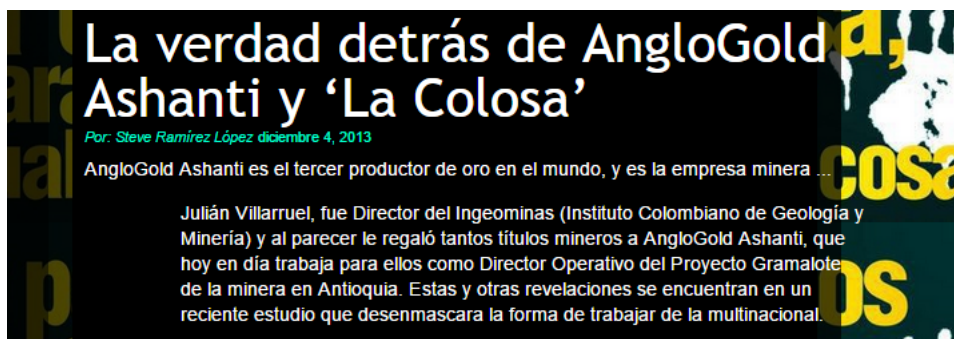 La verdad detrás de AngloGold
Ashanti y ‘La Colosa’
Por: Steve Ramírez López diciembre 4, 2013
AngloGold Ashanti es el tercer productor de oro en el mundo, y es la empresa minera ...
Julián Villarruel, fue Director del Ingeominas (Instituto Colombiano de Geología y
Minería) y al parecer le regaló tantos títulos mineros a AngloGold Ashanti, que
hoy en día trabaja para ellos como Director Operativo del Proyecto Gramalote
de la minera en Antioquia. Estas y otras revelaciones se encuentran en un
reciente estudio que desenmascara la forma de trabajar de la multinacional.